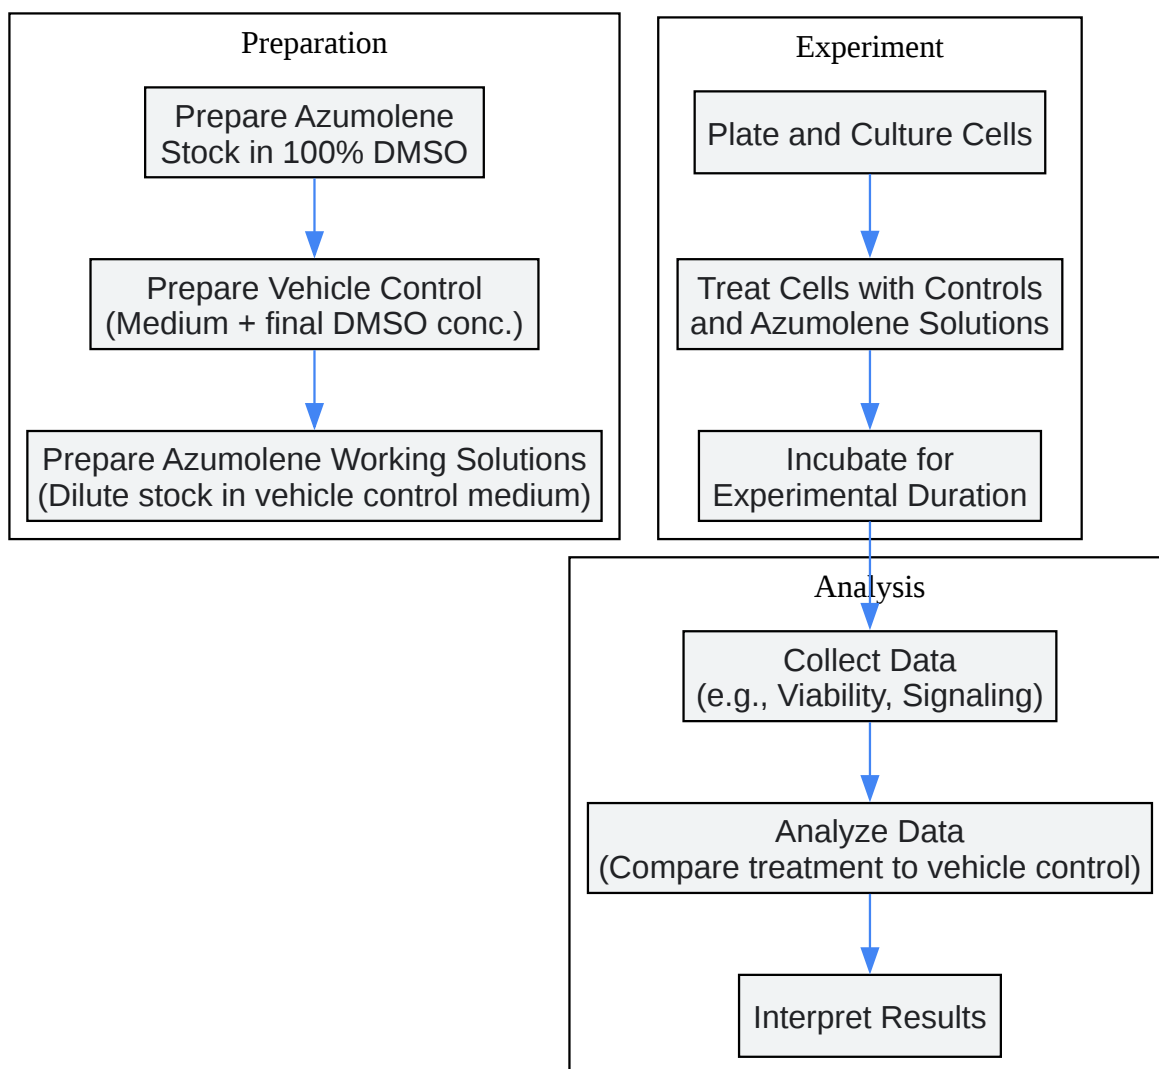 Preparation
Prepare Azumolene
Stock in 100% DMSO
Prepare Vehicle Control
(Medium + final DMSO conc.)
Prepare Azumolene Working Solutions
(Dilute stock in vehicle control medium)
Experiment
Plate and Culture Cells
Treat Cells with Controls
and Azumolene Solutions
Incubate for
Experimental Duration
Analysis
Collect Data
(e.g., Viability, Signaling)
Analyze Data
(Compare treatment to vehicle control)
Interpret Results